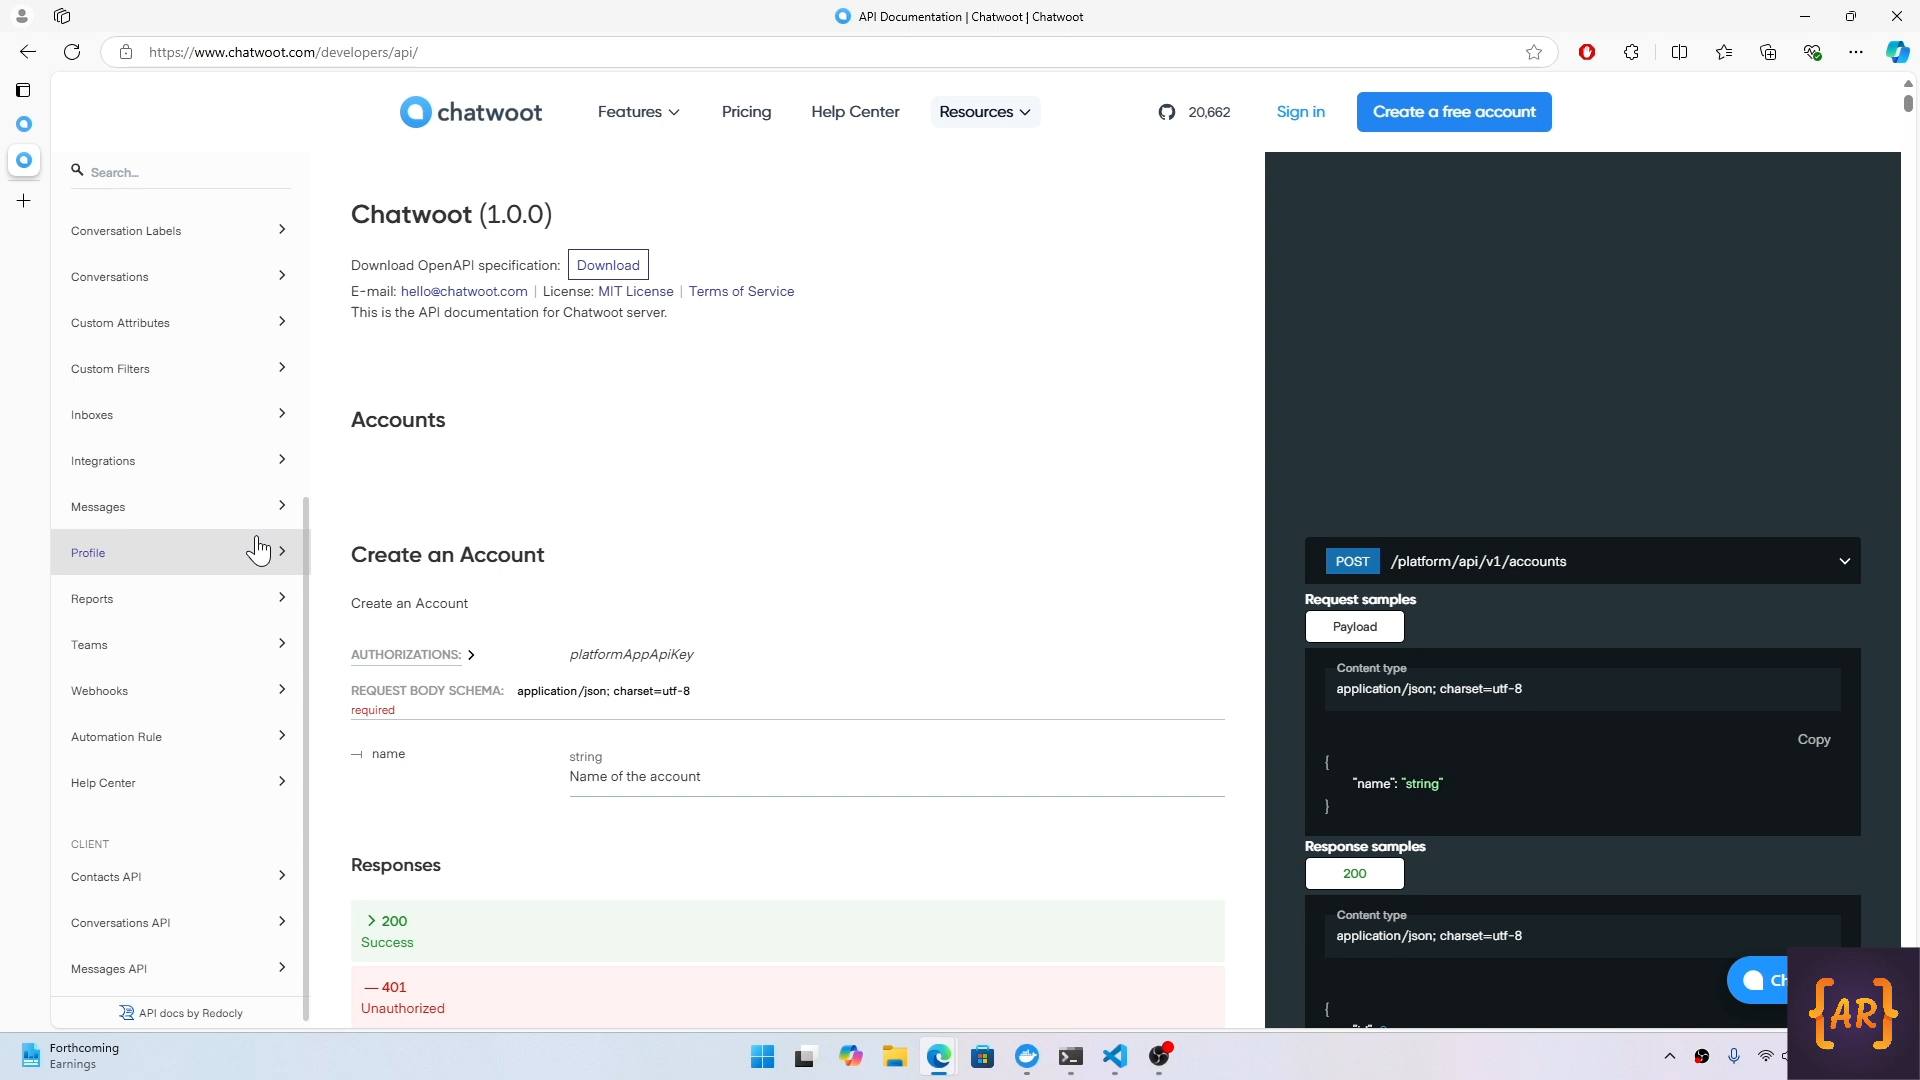 API Documentation | Chatwoot | Chatwoot
https://www.chatwoot.com/developers/api/
chatwoot
Features
Pricing
Help Center
Resources
20,662
Sign in
Create a free account
Search...
Conversation Labels
Conversations
Custom Attributes
Custom Filters
Inboxes
Integrations
Messages
Profile
Reports
Teams
Webhooks
Automation Rule
Help Center
CLIENT
Contacts API
Conversations API
Messages API
API docs by Redocly
Chatwoot (1.0.0)
Download OpenAPI specification: Download
E-mail: hello@chatwoot.com | License: MIT License | Terms of Service
This is the API documentation for Chatwoot server.
Accounts
Create an Account
Create an Account
AUTHORIZATIONS: platformAppApiKey
REQUEST BODY SCHEMA: application/json; charset=utf-8
required
name
string
Name of the account
Responses
200
Success
401
Unauthorized
POST /platform/api/v1/accounts
Request samples
Payload
Content type
application/json; charset=utf-8
Copy
{
"name": "string"
}
Response samples
200
Content type
application/json; charset=utf-8
{
{AR}
Forthcoming
Earnings